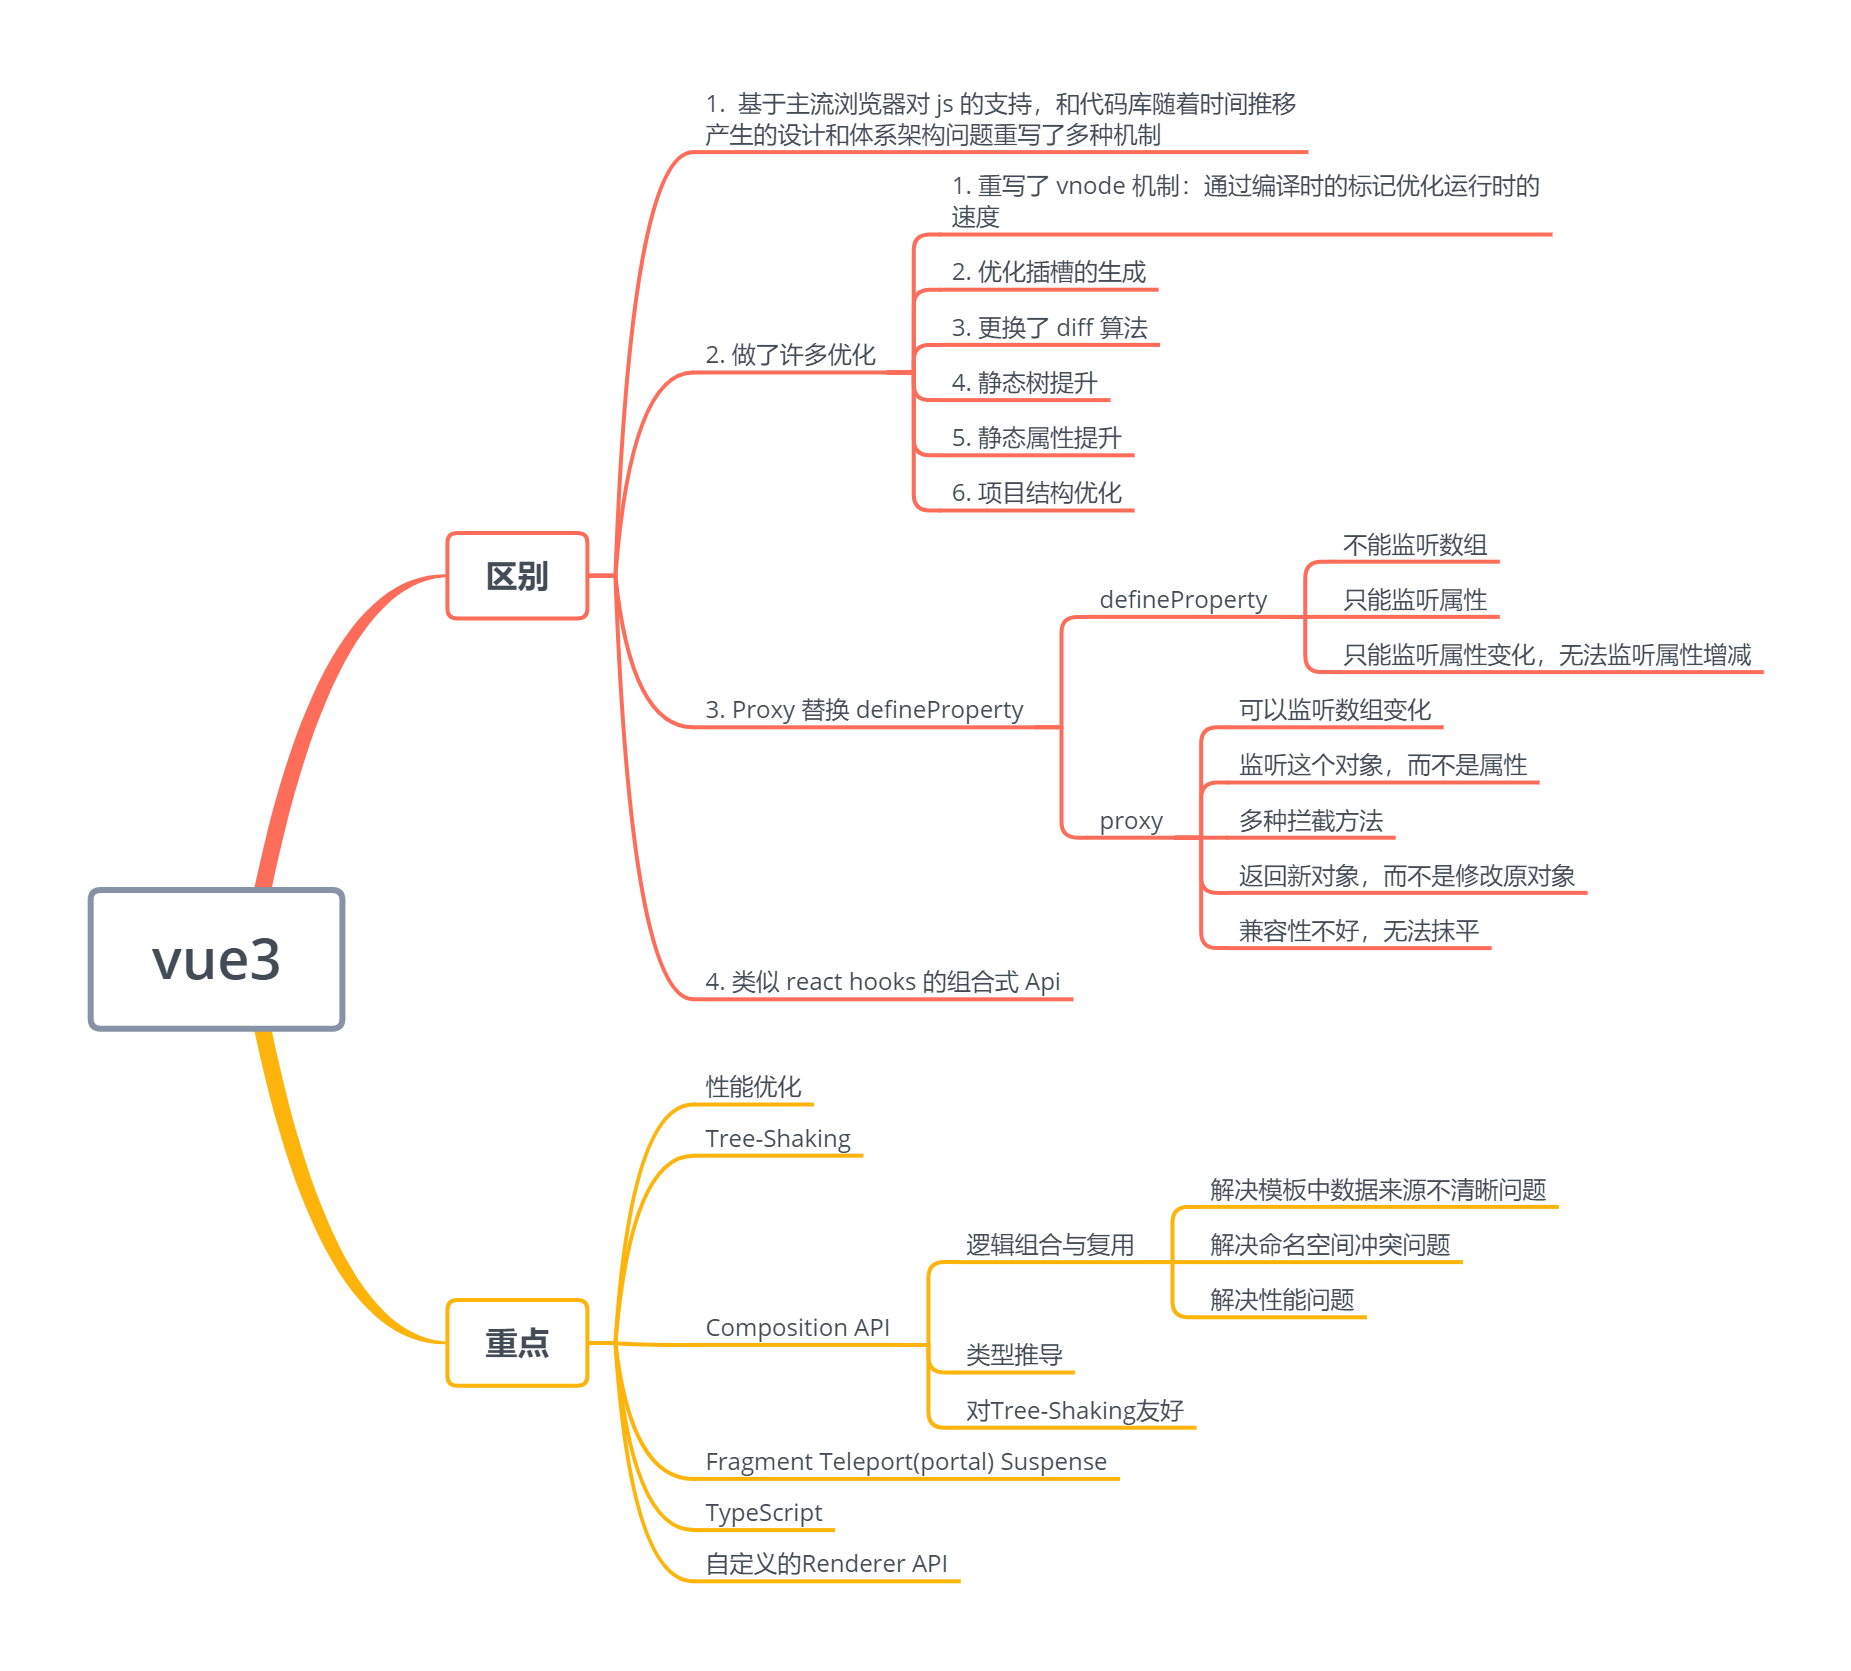 vue3
区别
1. 基于主流浏览器对 js 的支持，和代码库随着时间推移
产生的设计和体系架构问题重写了多种机制
2. 做了许多优化
1. 重写了 vnode 机制：通过编译时的标记优化运行时的
速度
2. 优化插槽的生成
3. 更换了 diff 算法
4. 静态树提升
5. 静态属性提升
6. 项目结构优化
3. Proxy 替换 defineProperty
defineProperty
不能监听数组
只能监听属性
只能监听属性变化，无法监听属性增减
proxy
可以监听数组变化
监听这个对象，而不是属性
多种拦截方法
返回新对象，而不是修改原对象
兼容性不好，无法抹平
4. 类似 react hooks 的组合式 Api
重点
性能优化
Tree-Shaking
Composition API
逻辑组合与复用
解决模板中数据来源不清晰问题
解决命名空间冲突问题
解决性能问题
类型推导
对Tree-Shaking友好
Fragment Teleport(portal) Suspense
TypeScript
自定义的Renderer API